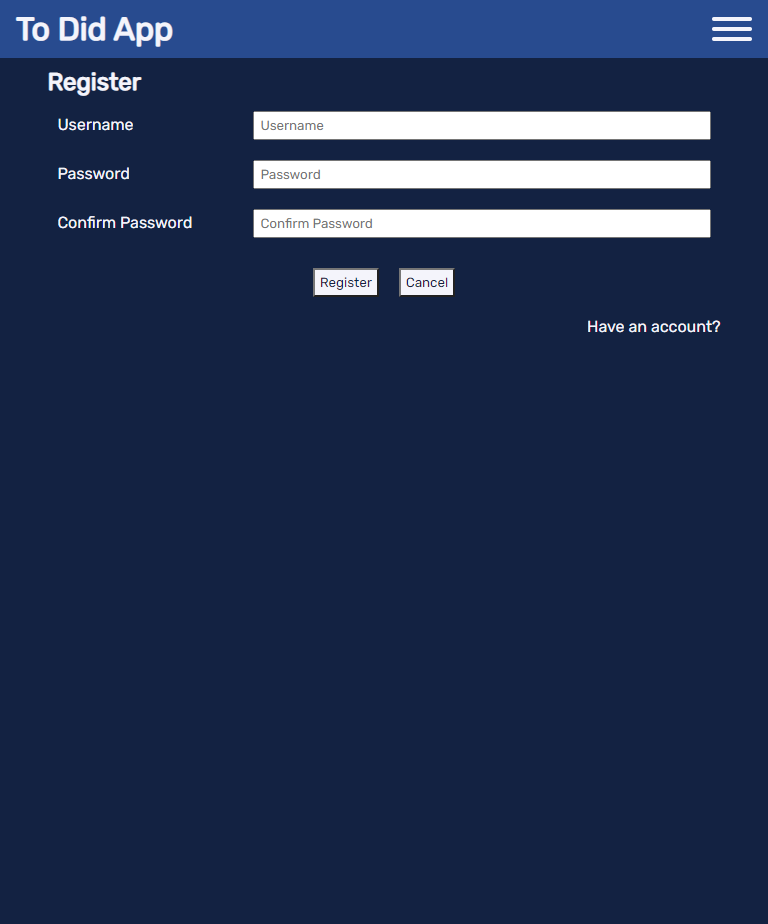 To Did App
Register
Username Username
Password Password
Confirm Password Confirm Password
Register Cancel
Have an account?